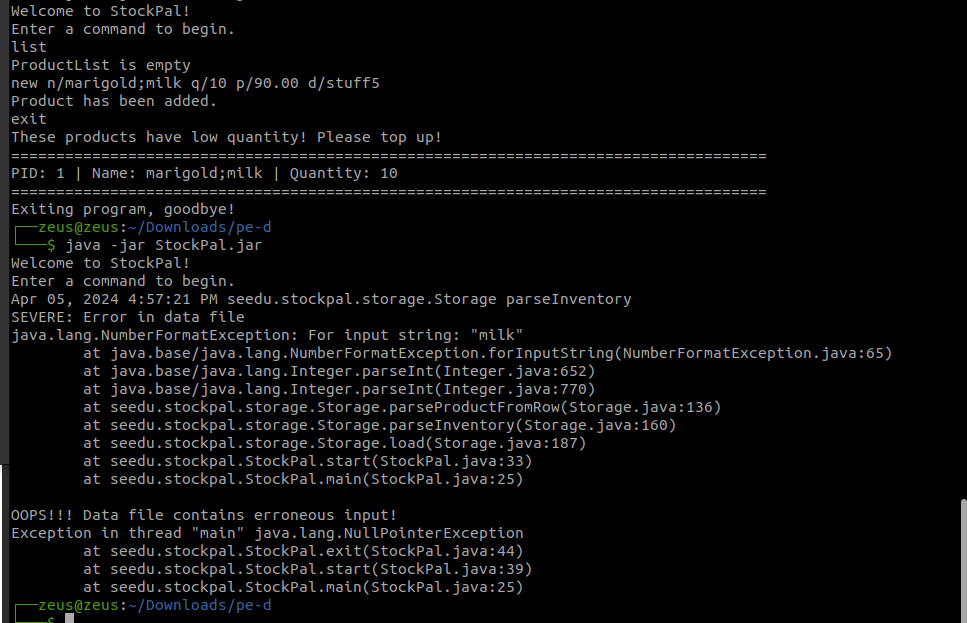 Welcome to StockPal!
Enter a command to begin.
list
ProductList is empty
new n/marigold;milk q/10 p/90.00 d/stuff5
Product has been added.
exit
These products have low quantity! Please top up!
====================================================================================
PID: 1 | Name: marigold;milk | Quantity: 10
====================================================================================
Exiting program, goodbye!
┌──zeus@zeus:~/Downloads/pe-d
└───$ java -jar StockPal.jar
Welcome to StockPal!
Enter a command to begin.
Apr 05, 2024 4:57:21 PM seedu.stockpal.storage.Storage parseInventory
SEVERE: Error in data file
java.lang.NumberFormatException: For input string: "milk"
        at java.base/java.lang.NumberFormatException.forInputString(NumberFormatException.java:65)
        at java.base/java.lang.Integer.parseInt(Integer.java:652)
        at java.base/java.lang.Integer.parseInt(Integer.java:770)
        at seedu.stockpal.storage.Storage.parseProductFromRow(Storage.java:136)
        at seedu.stockpal.storage.Storage.parseInventory(Storage.java:160)
        at seedu.stockpal.storage.Storage.load(Storage.java:187)
        at seedu.stockpal.StockPal.start(StockPal.java:33)
        at seedu.stockpal.StockPal.main(StockPal.java:25)

OOPS!!! Data file contains erroneous input!
Exception in thread "main" java.lang.NullPointerException
        at seedu.stockpal.StockPal.exit(StockPal.java:44)
        at seedu.stockpal.StockPal.start(StockPal.java:39)
        at seedu.stockpal.StockPal.main(StockPal.java:25)
┌──zeus@zeus:~/Downloads/pe-d
└───$